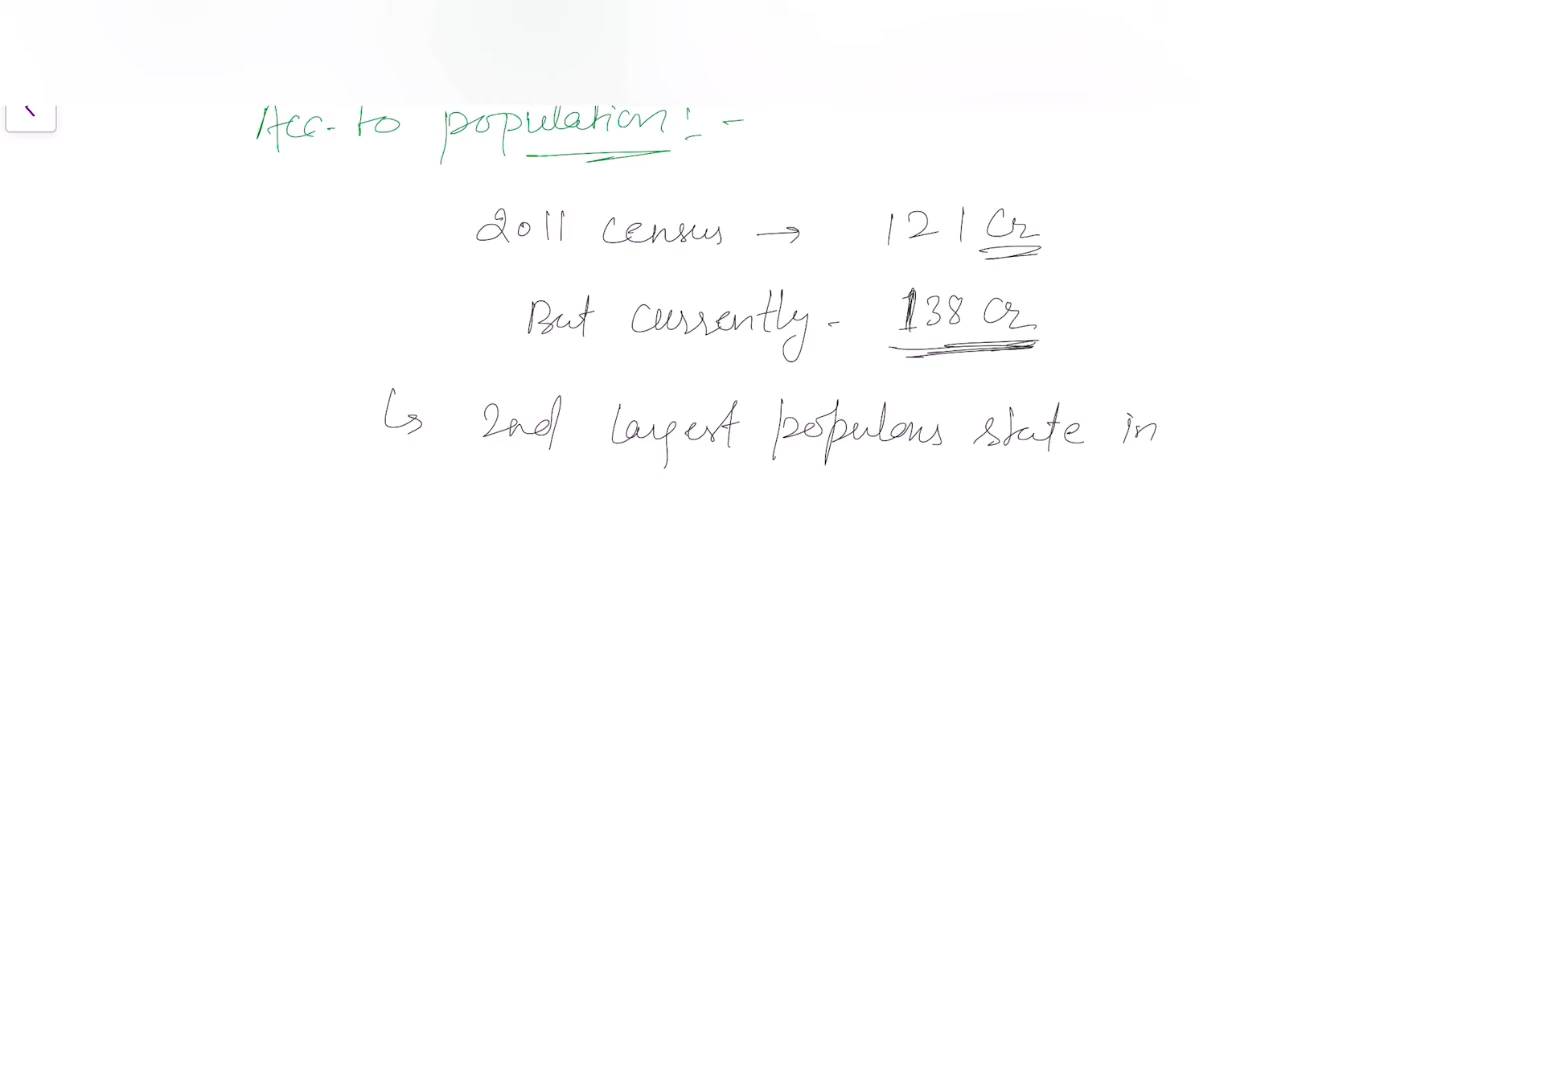 Acc. to population! -
2011 census → 121 Cr
But currently - 138 Cr
↳ 2nd largest populous state in